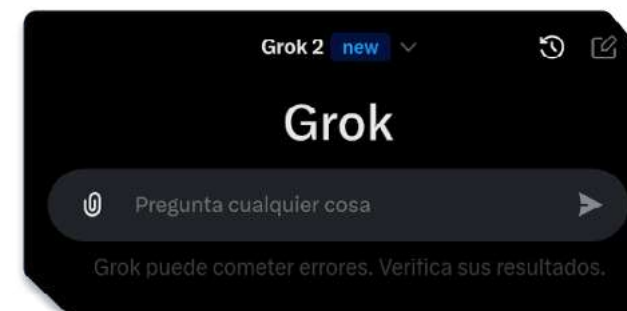 Grok 2 new
Grok
Pregunta cualquier cosa
Grok puede cometer errores. Verifica sus resultados.